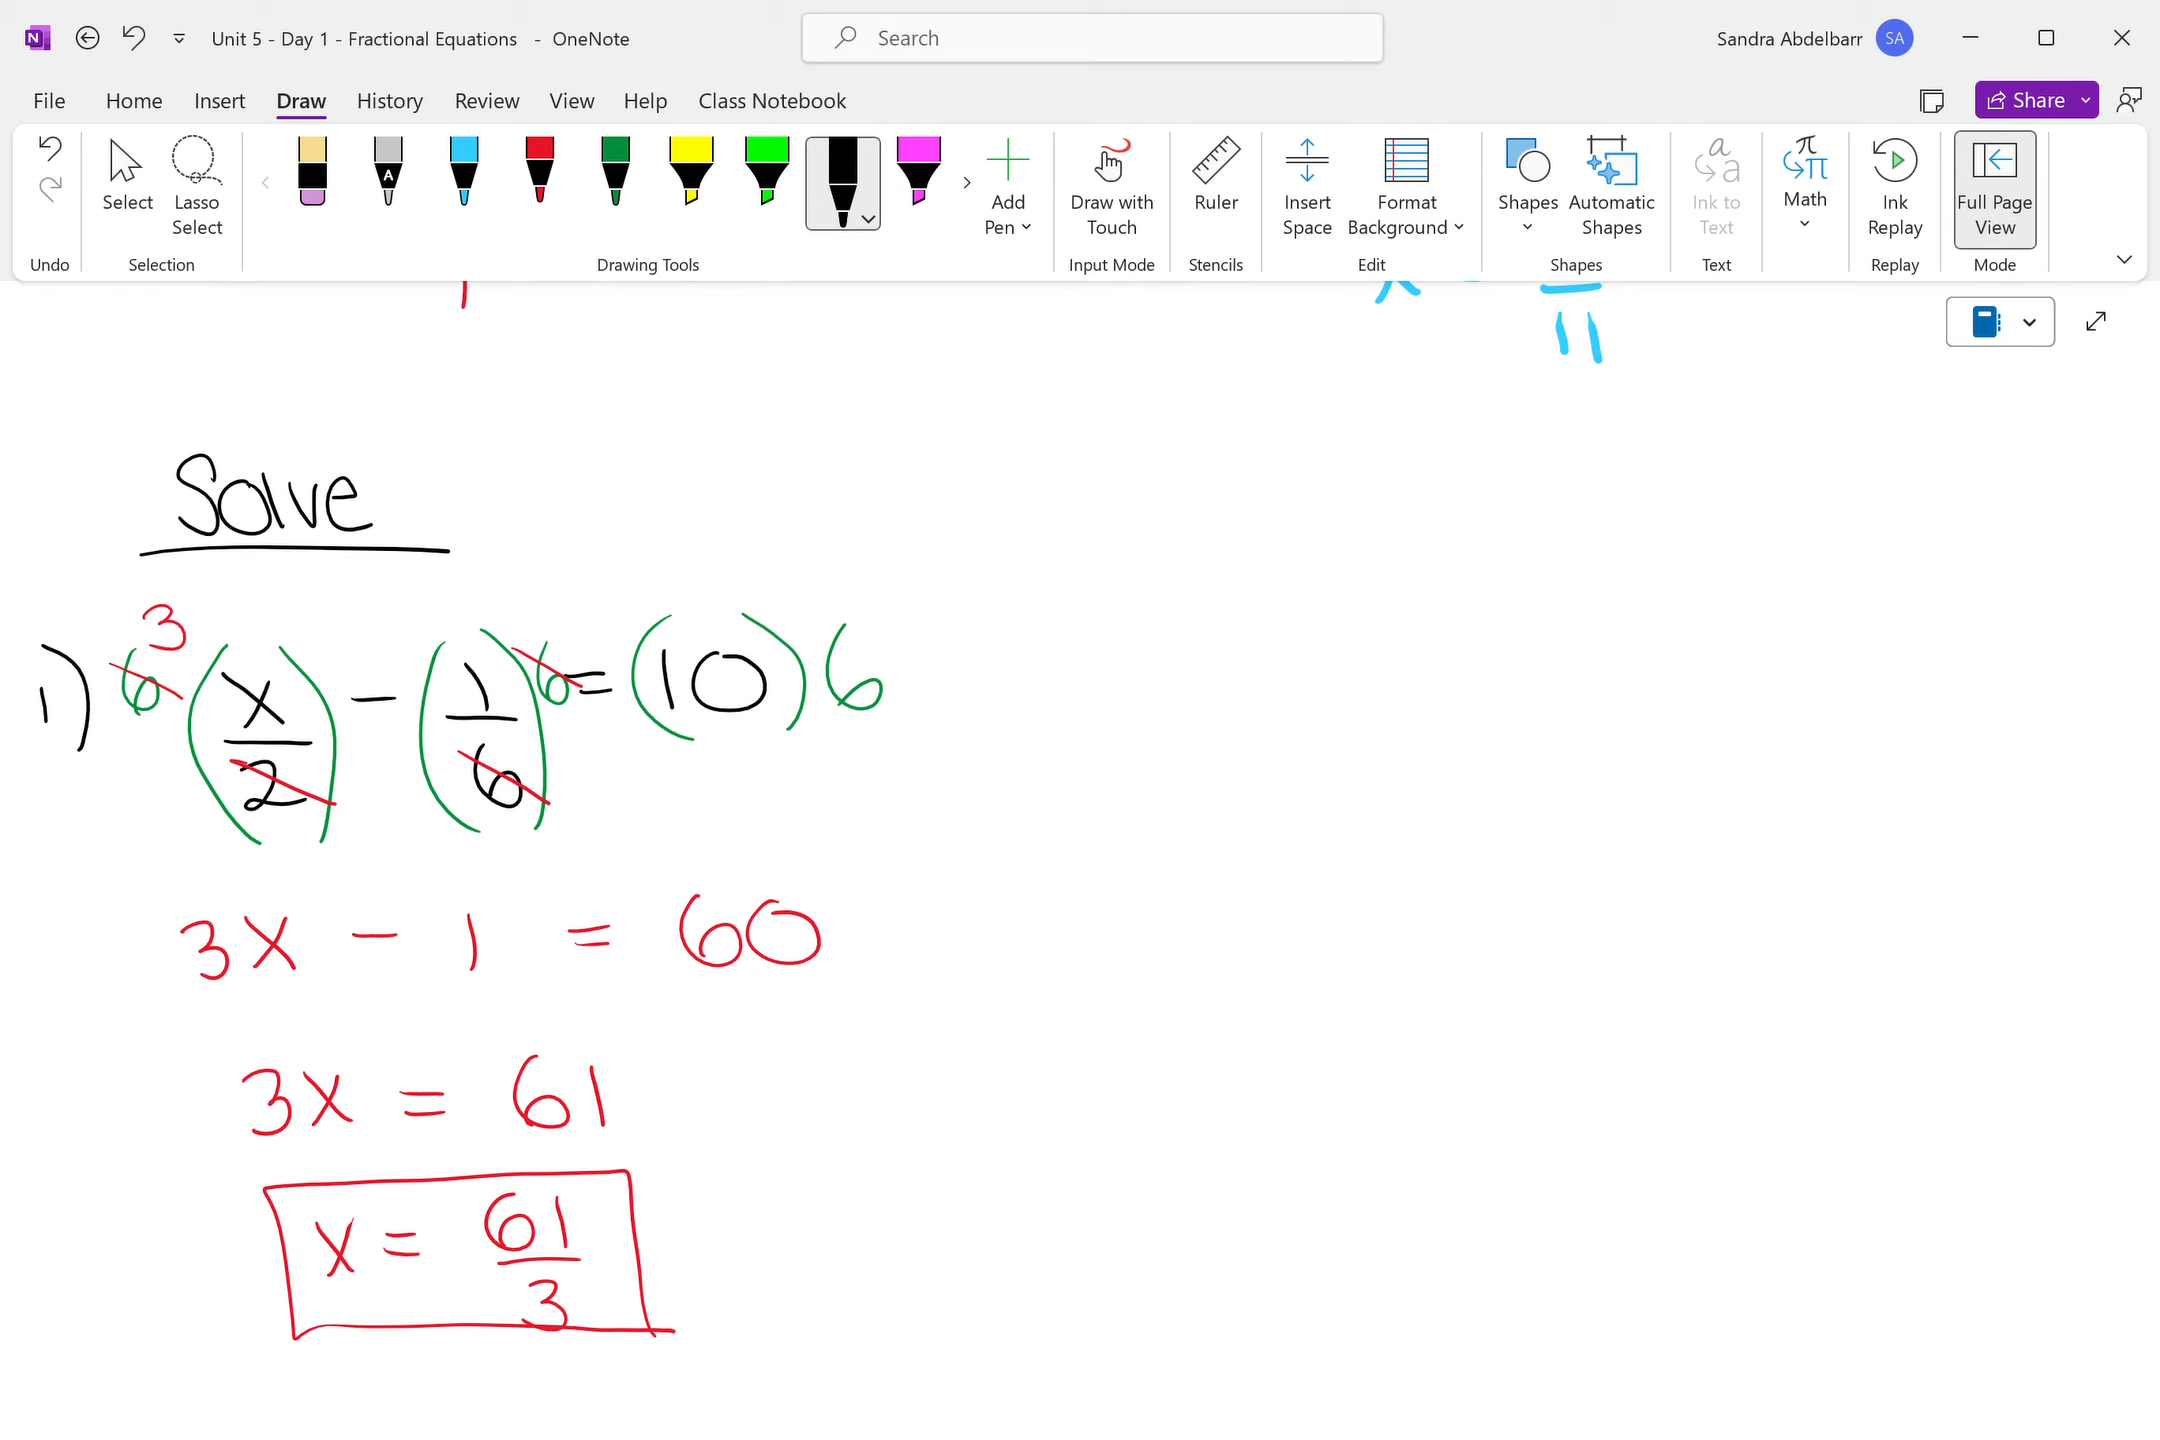 Unit 5 - Day 1 - Fractional Equations - OneNote
Search
Sandra Abdelbarr SA
File Home Insert Draw History Review View Help Class Notebook
Share
Select
Lasso Select
A
Add Pen
Draw with Touch
Ruler
Insert Space
Format Background
Shapes
Automatic Shapes
Ink to Text
Math
Ink Replay
Full Page View
Undo Selection Drawing Tools Input Mode Stencils Edit Shapes Text Replay Mode
11
Solve
3
1) 6 (x/2) - (1/6) 6 = (10) 6
3x - 1 = 60
3x = 61
x = 61/3